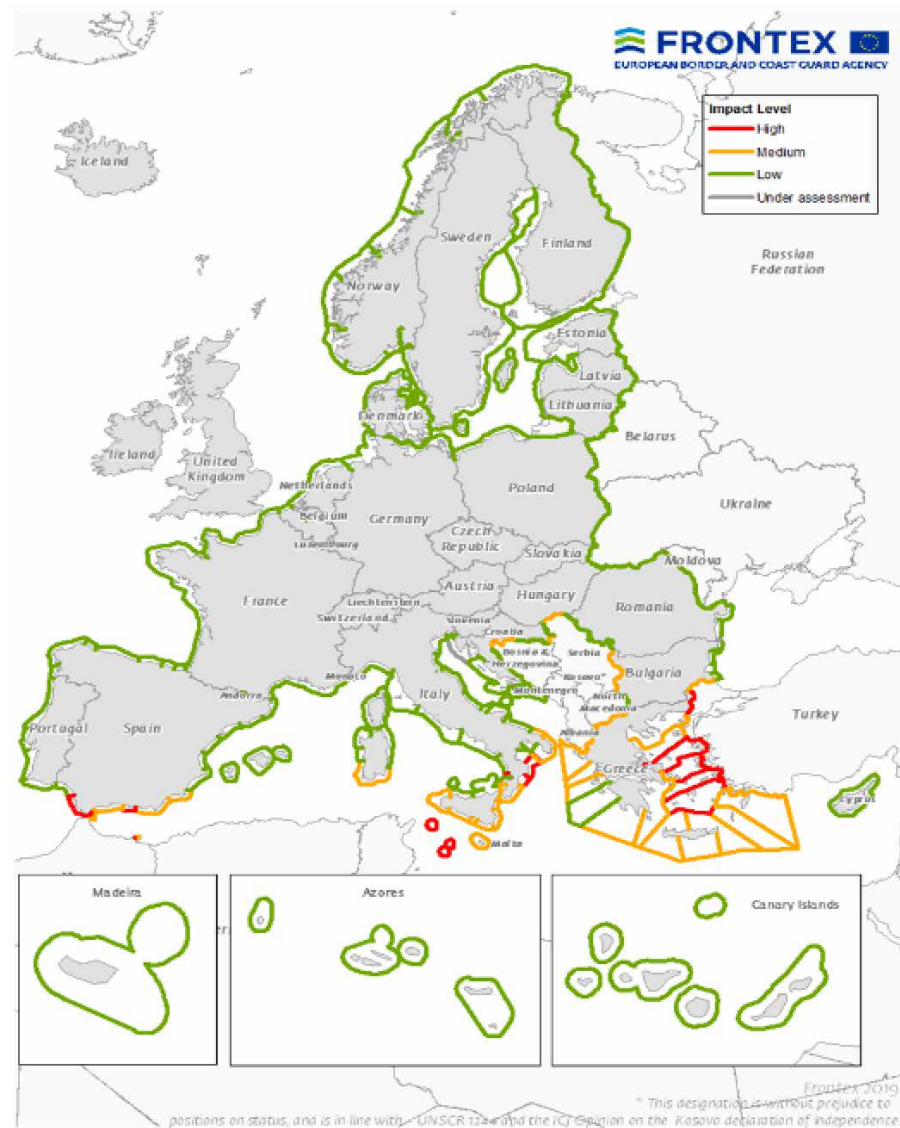 FRONTEX
EUROPEAN BORDER AND COAST GUARD AGENCY
Impact Level
High
Medium
Low
Under assessment
Iceland
Sweden
Finland
Russian
Federation
Norway
Estonia
Latvia
Lithuania
Denmark
Belarus
Ireland
United
Kingdom
Netherlands
Poland
Belgium
Germany
Ukraine
Luxembourg
Czech
Republic
Slovakia
Moldova
Austria
France
Liechtenstein
Hungary
Switzerland
Romania
Slovenia
Croatia
Bosnia &
Herzegovina
Serbia
Monaco
Kosovo*
Bulgaria
Andorra
Italy
Montenegro
North
Macedonia
Portugal
Spain
Albania
Turkey
Greece
Cyprus
Malta
Madeira
Azores
Canary Islands
Frontex 2019
* This designation is without prejudice to
positions on status, and is in line with UNSCR 1244 and the ICJ Opinion on the Kosovo declaration of independence